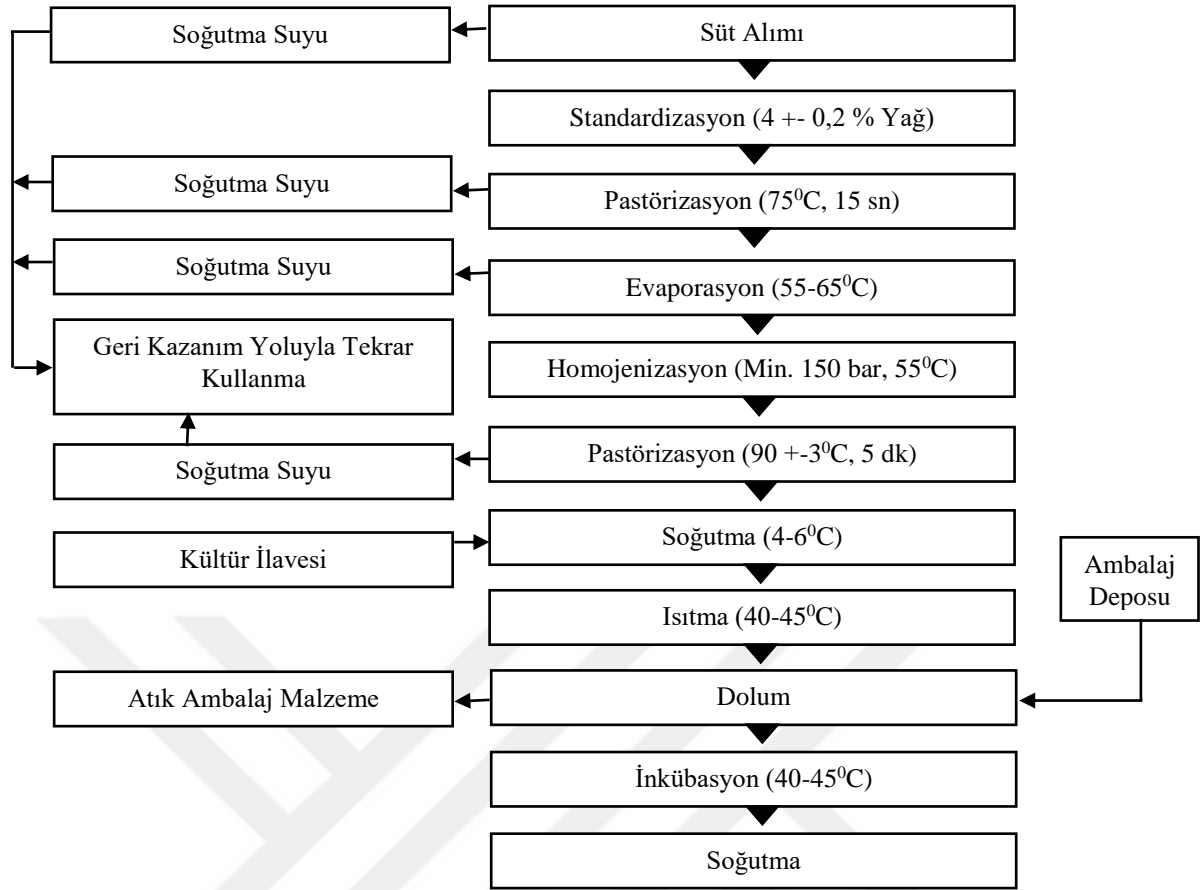 Soğutma Suyu
Süt Alımı
Standardizasyon (4 +- 0,2 % Yağ)
Soğutma Suyu
Pastörizasyon (75⁰C, 15 sn)
Soğutma Suyu
Evaporasyon (55-65⁰C)
Geri Kazanım Yoluyla Tekrar
Kullanma
Homojenizasyon (Min. 150 bar, 55⁰C)
Soğutma Suyu
Pastörizasyon (90 +-3⁰C, 5 dk)
Kültür İlavesi
Soğutma (4-6⁰C)
Ambalaj
Deposu
Isıtma (40-45⁰C)
Atık Ambalaj Malzeme
Dolum
İnkübasyon (40-45⁰C)
Soğutma